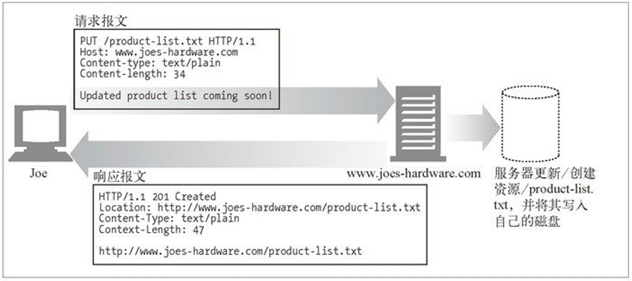 请求报文
PUT /product-list.txt HTTP/1.1
Host: www.joes-hardware.com
Content-type: text/plain
Content-length: 34
Updated product list coming soon!
Joe
www.joes-hardware.com
服务器更新/创建
资源/product-list.
txt，并将其写入
自己的磁盘
响应报文
HTTP/1.1 201 Created
Location: http://www.joes-hardware.com/product-list.txt
Content-Type: text/plain
Context-Length: 47
http://www.joes-hardware.com/product-list.txt